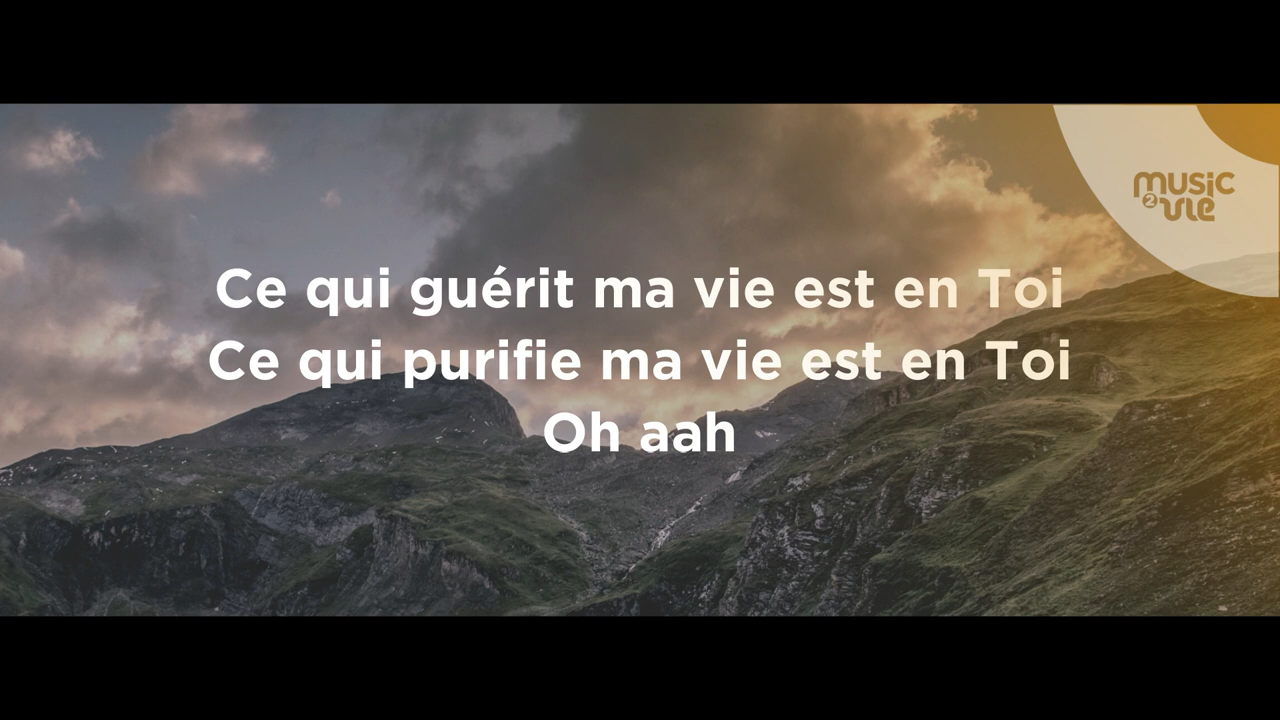 music
2 vie
Ce qui guérit ma vie est en Toi
Ce qui purifie ma vie est en Toi
Oh aah